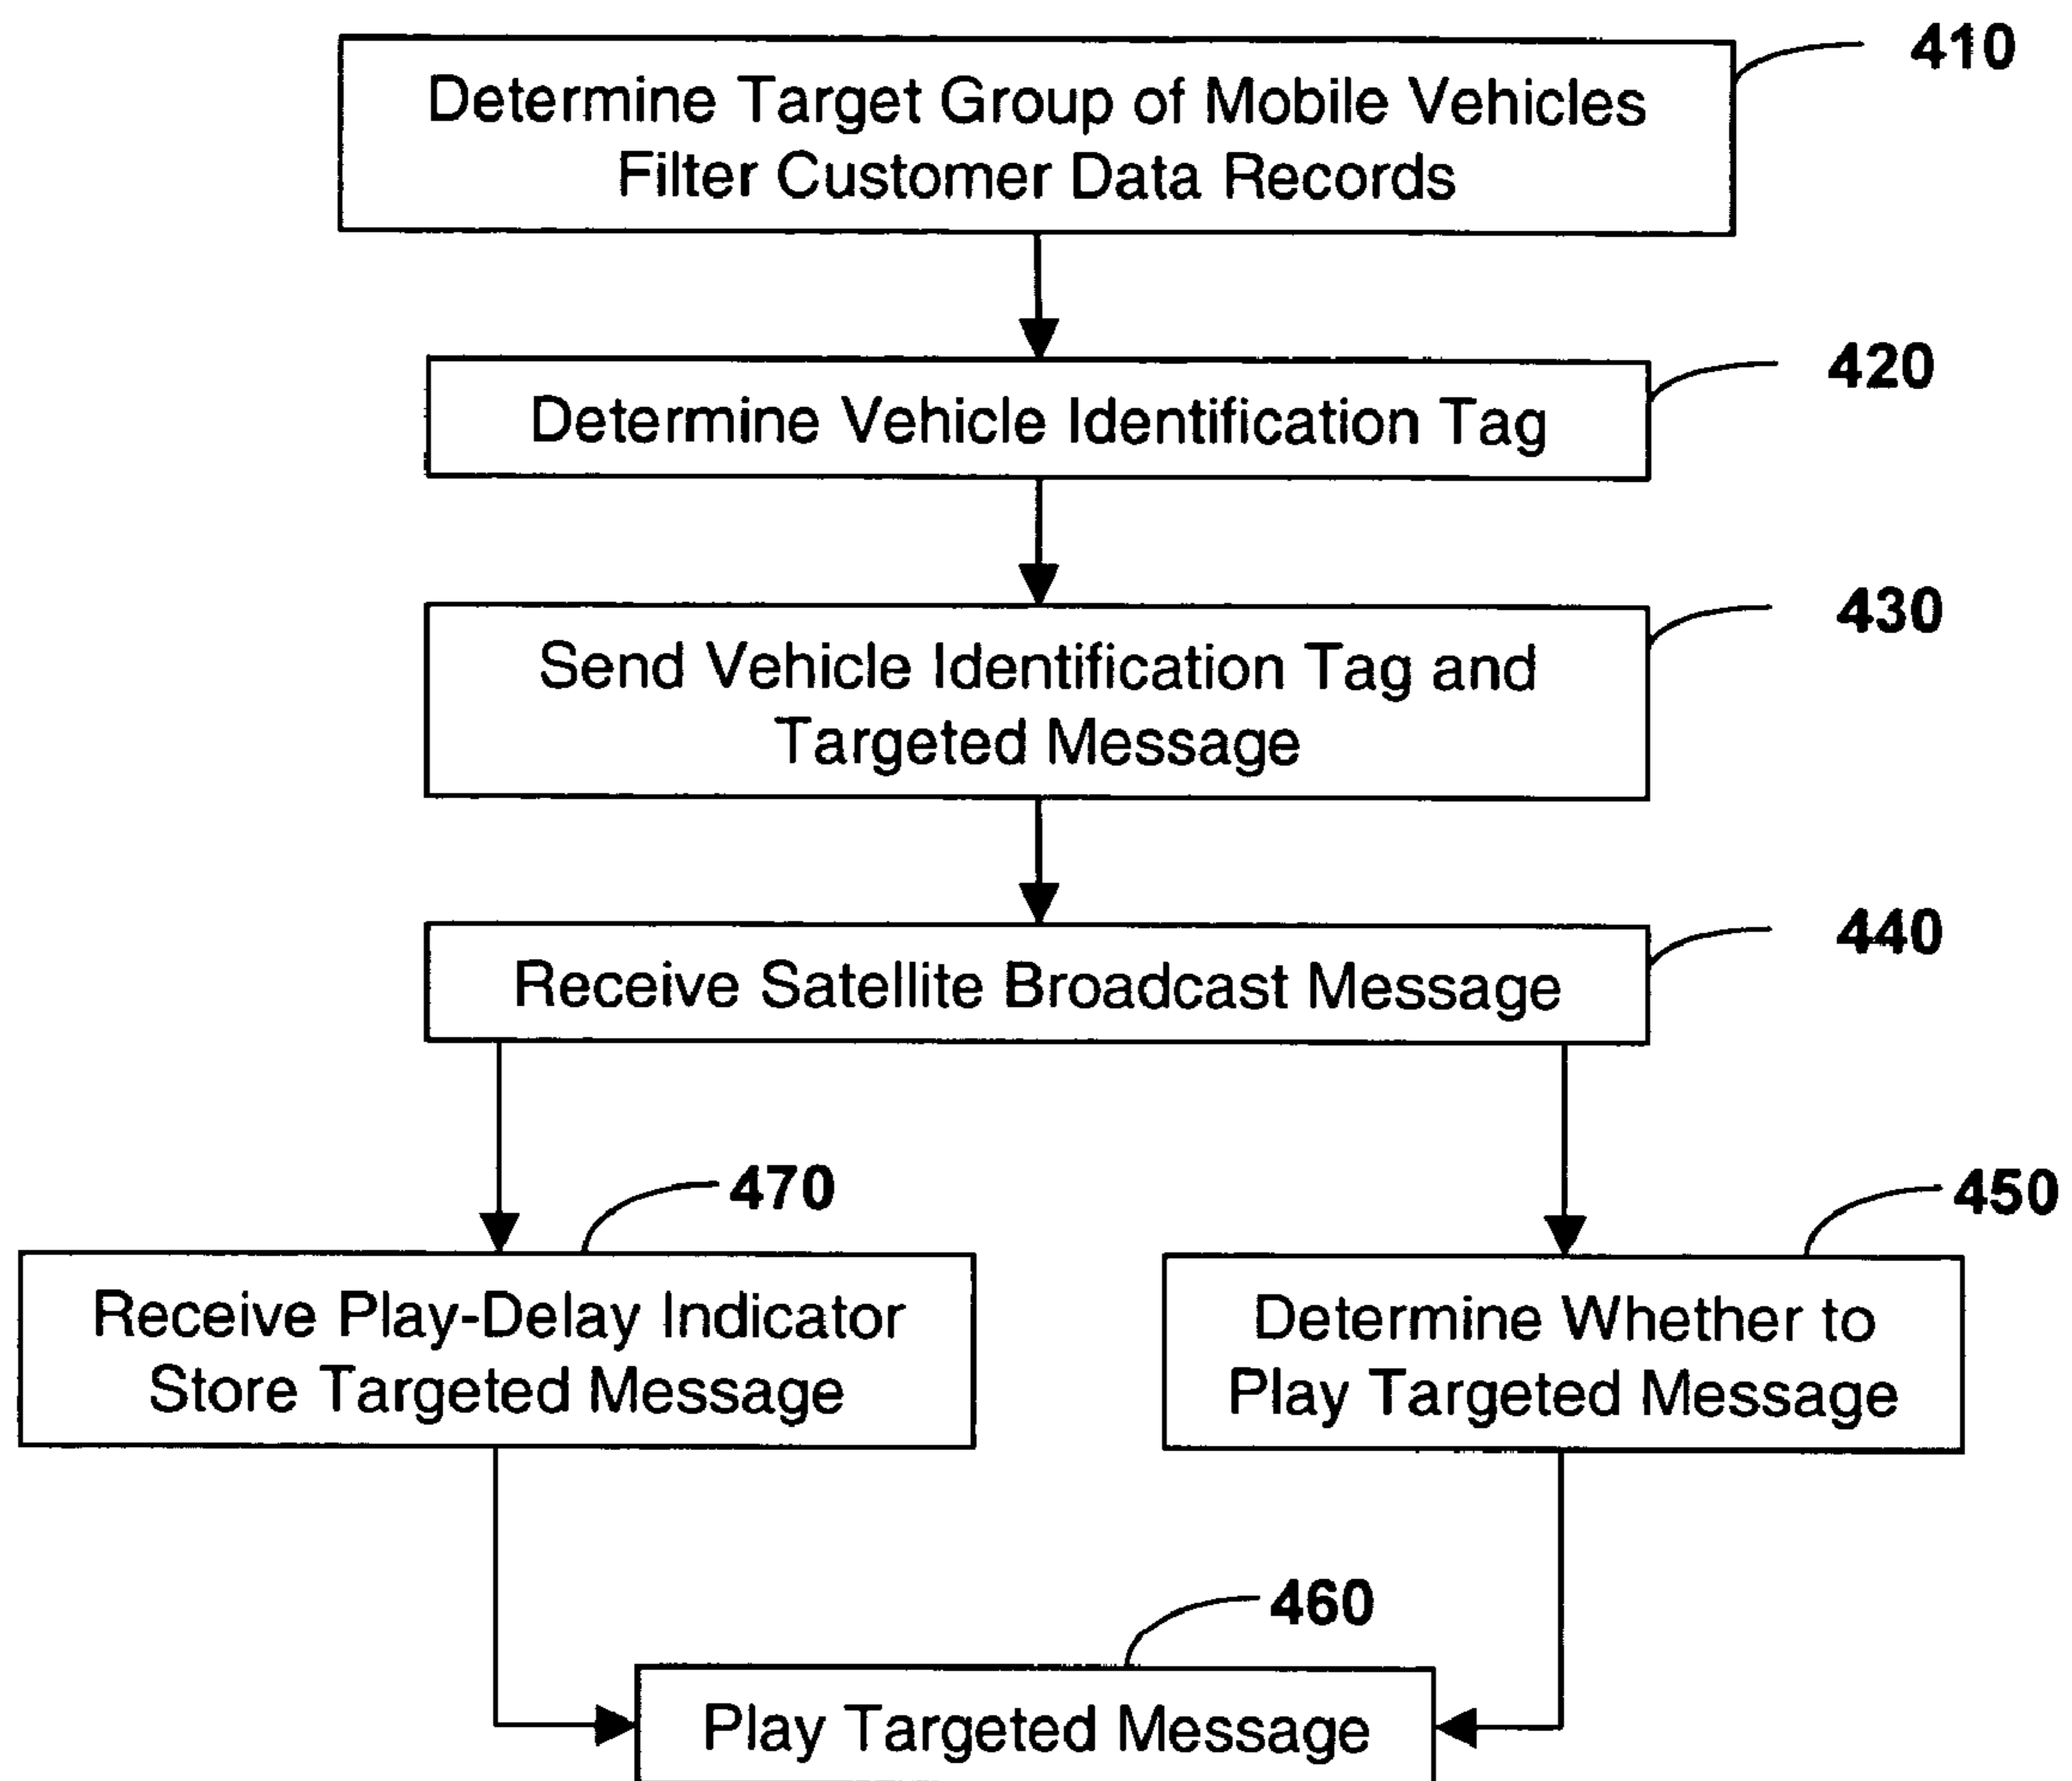 410
Determine Target Group of Mobile Vehicles
Filter Customer Data Records
420
Determine Vehicle Identification Tag
430
Send Vehicle Identification Tag and
Targeted Message
440
Receive Satellite Broadcast Message
470
Receive Play-Delay Indicator
Store Targeted Message
450
Determine Whether to
Play Targeted Message
460
Play Targeted Message